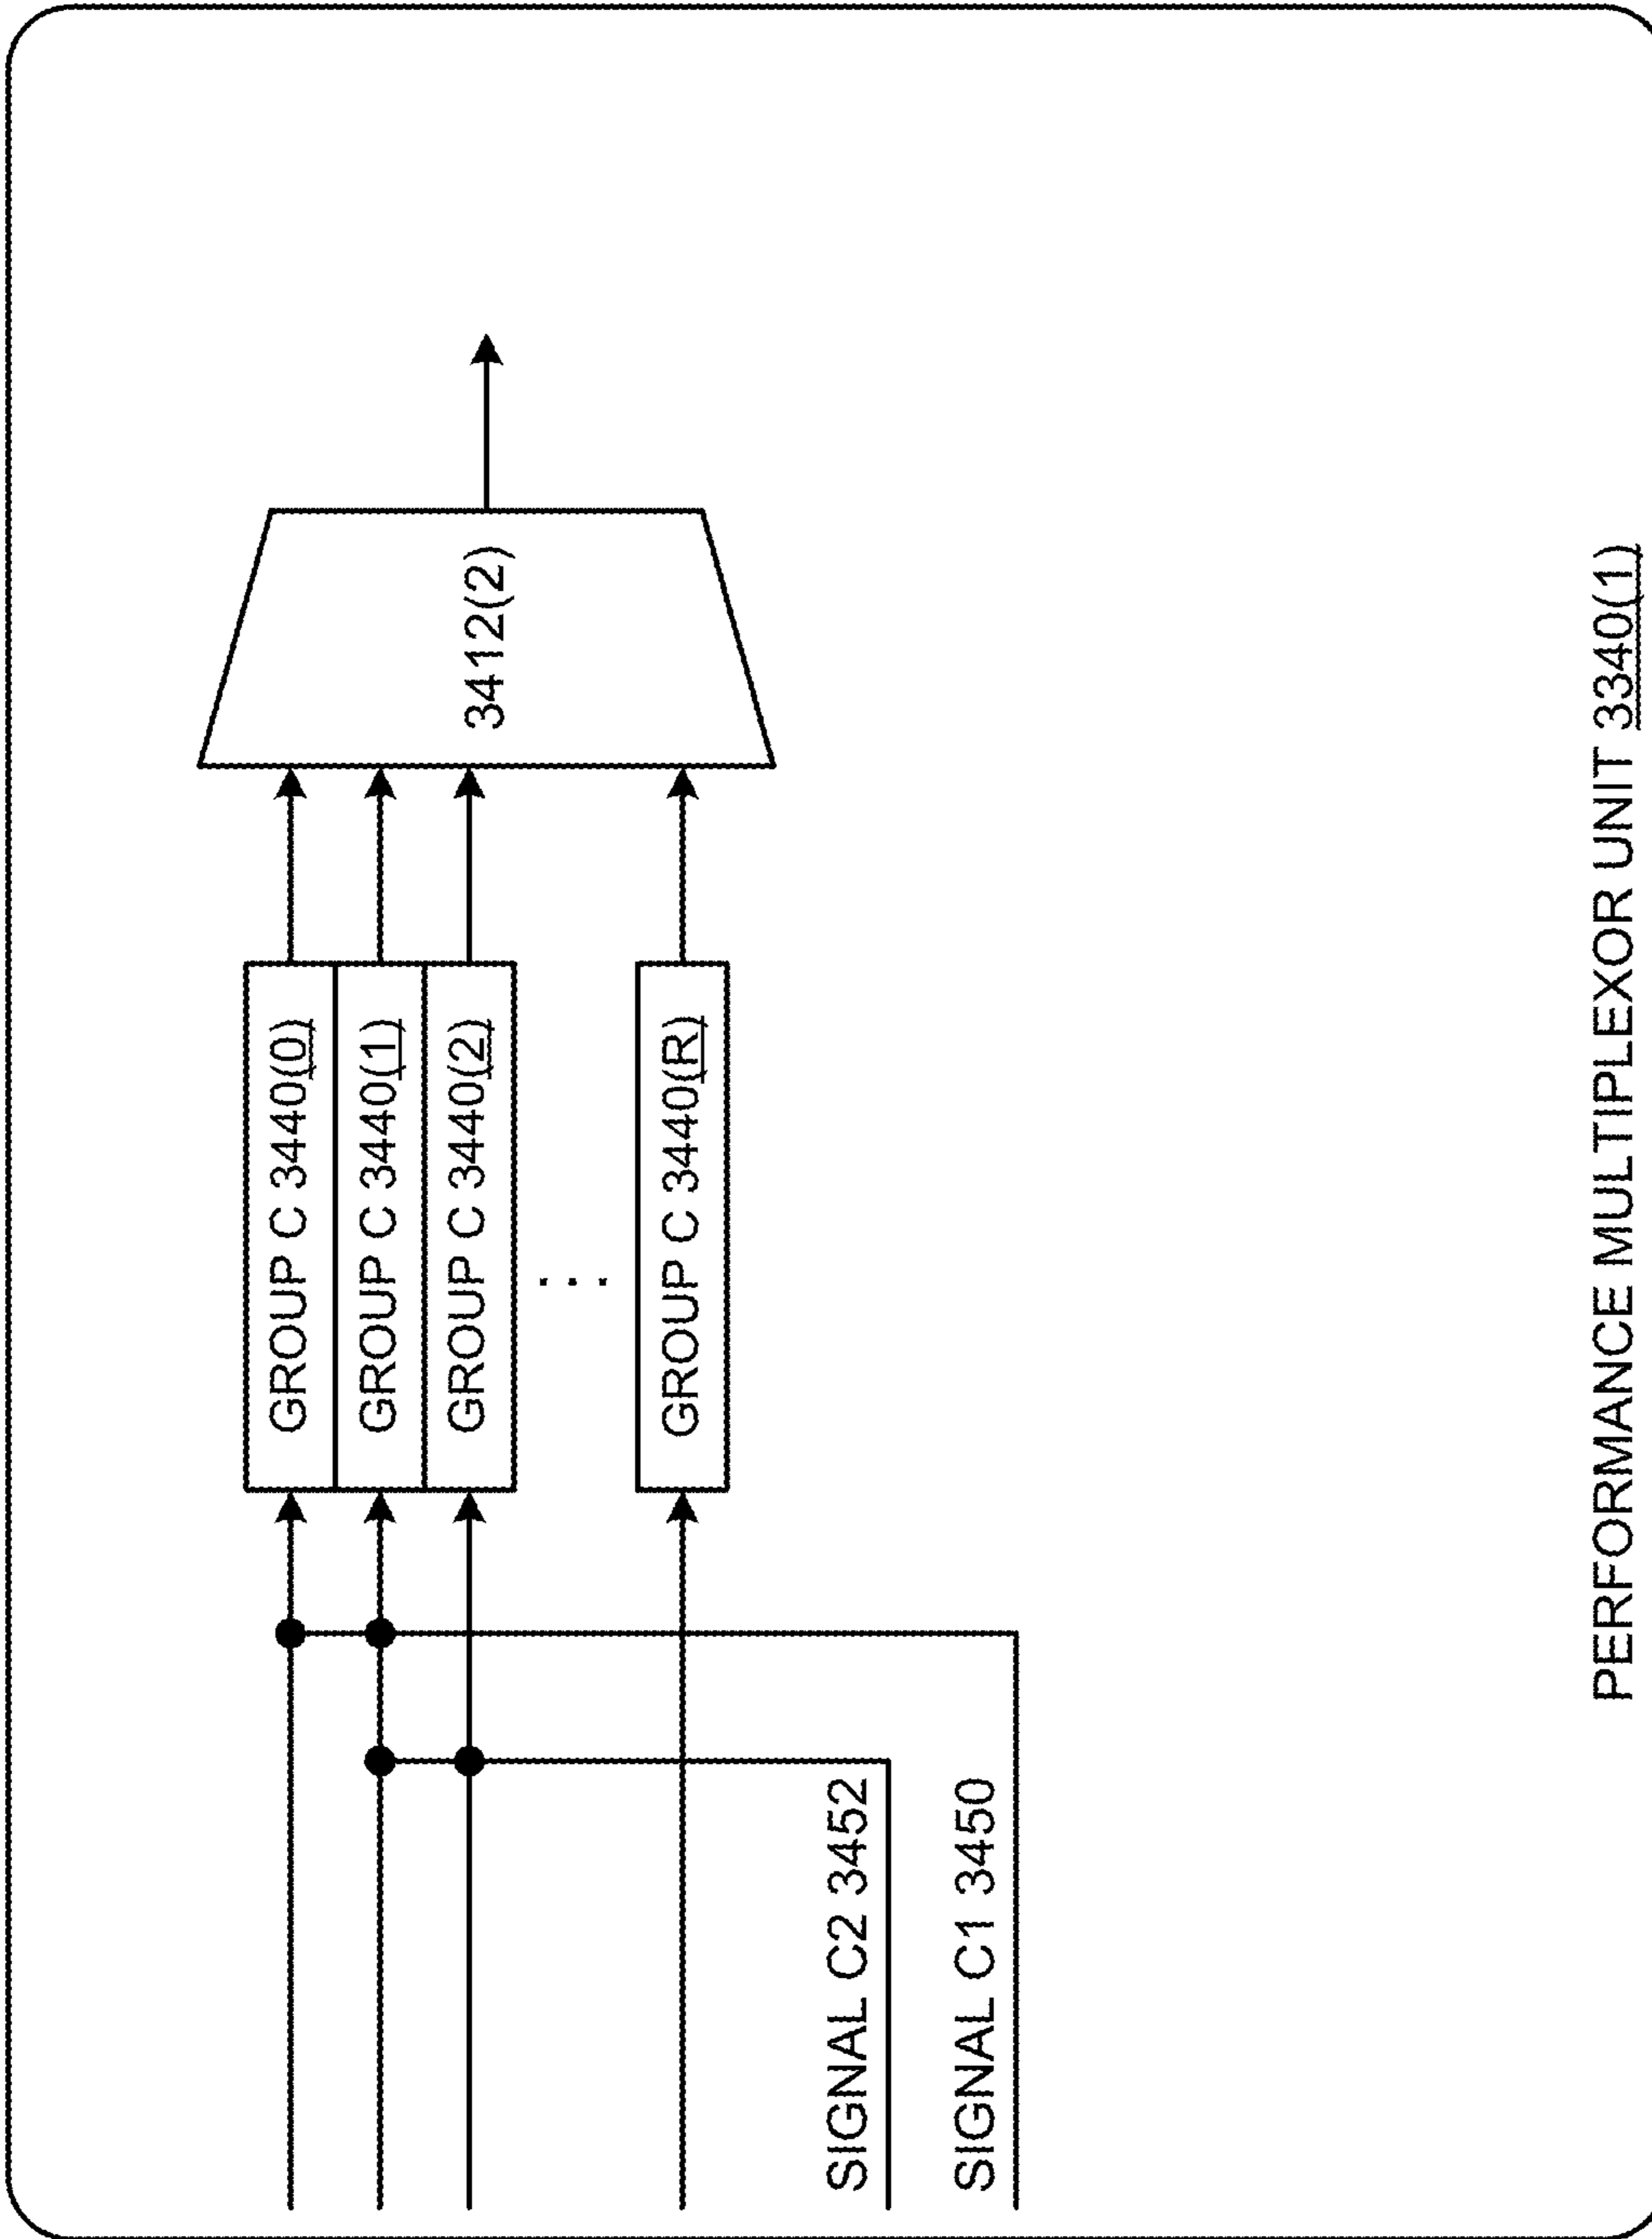 GROUP C 3440(0)
GROUP C 3440(1)
GROUP C 3440(2)
. . .
GROUP C 3440(R)
3412(2)
SIGNAL C2 3452
SIGNAL C1 3450
PERFORMANCE MULTIPLEXOR UNIT 3340(1)